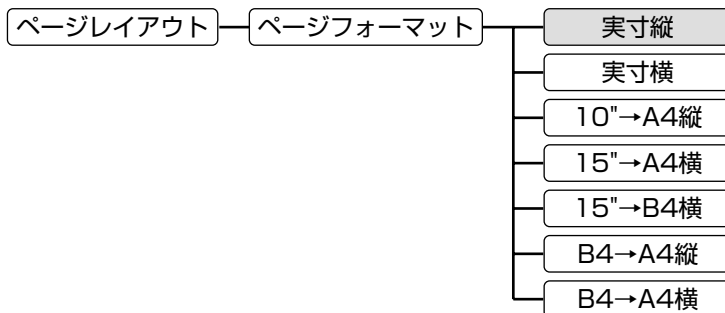 ページレイアウト
ページフォーマット
実寸縦
実寸横
10"→A4縦
15"→A4横
15"→B4横
B4→A4縦
B4→A4横